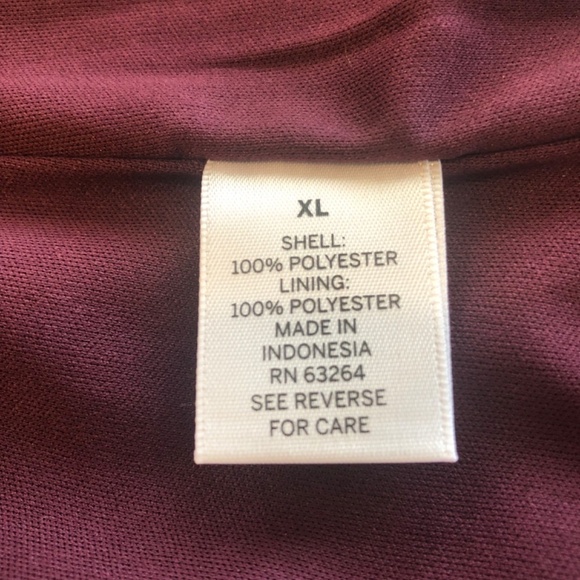 XL
SHELL:
100% POLYESTER
LINING:
100% POLYESTER
MADE IN
INDONESIA
RN 63264
SEE REVERSE
FOR CARE